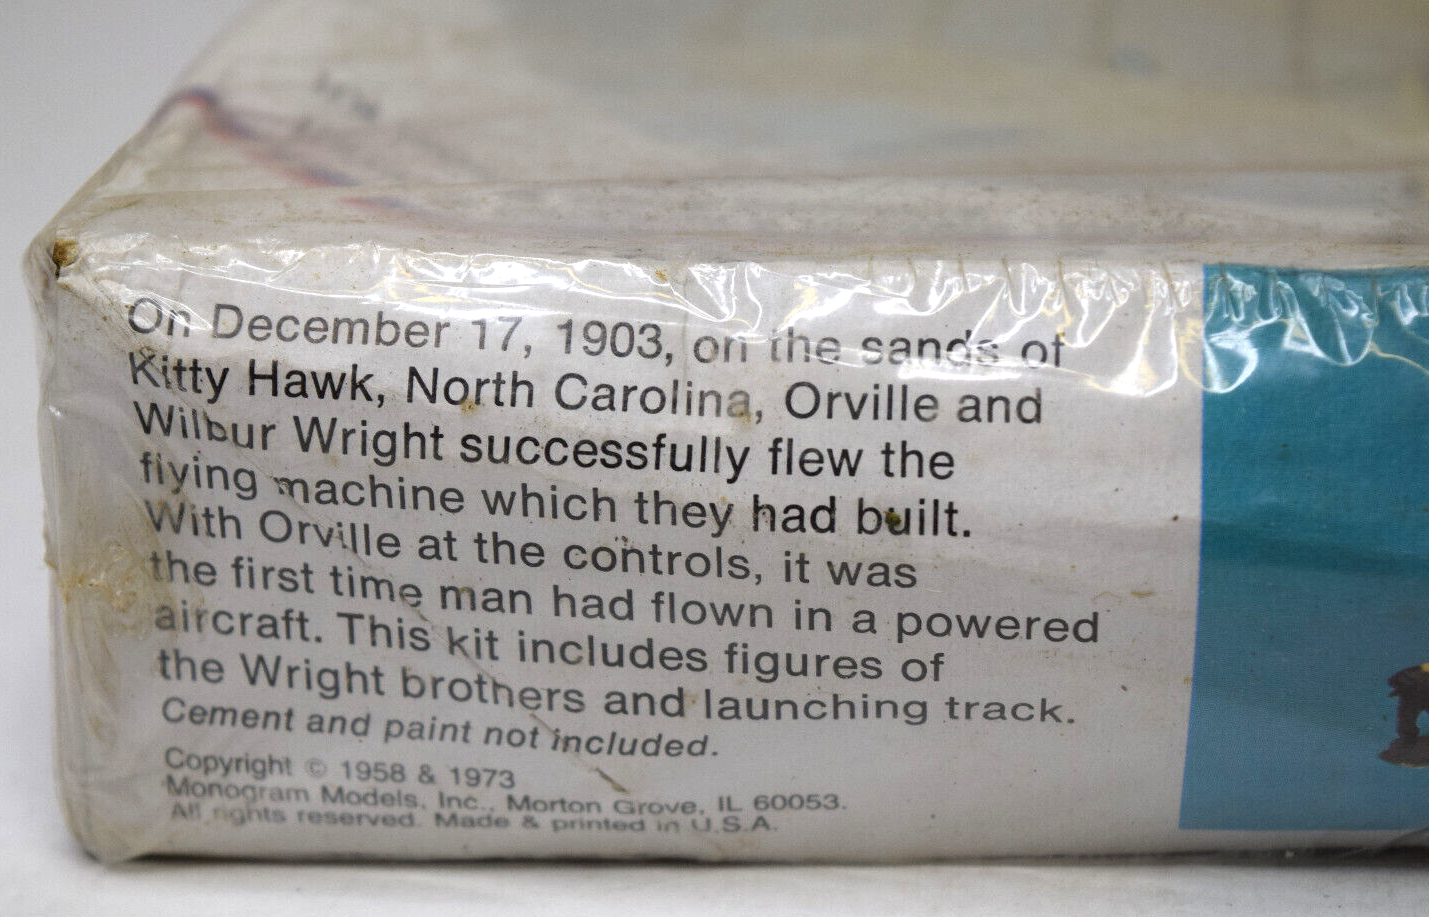 On December 17, 1903, on the sands of
Kitty Hawk, North Carolina, Orville and
Wilbur Wright successfully flew the
flying machine which they had built.
With Orville at the controls, it was
the first time man had flown in a powered
aircraft. This kit includes figures of
the Wright brothers and launching track.
Cement and paint not included.
Copyright © 1958 & 1973
Monogram Models, Inc., Morton Grove, IL 60053.
All rights reserved. Made & printed in U.S.A.